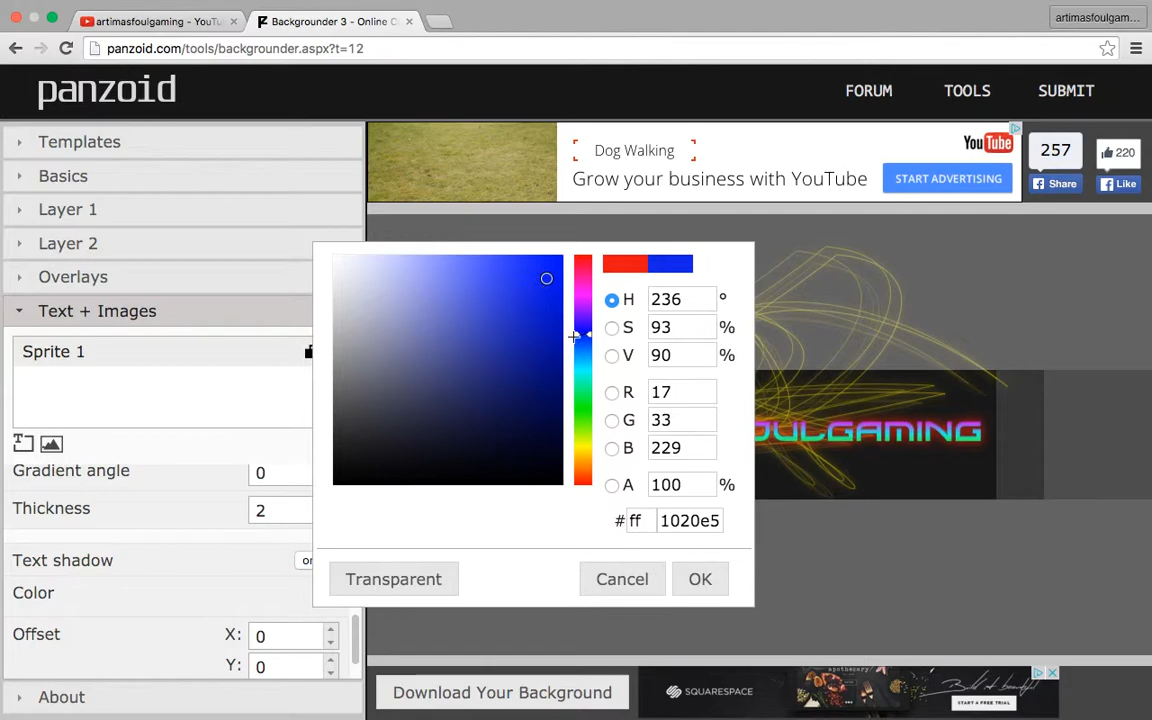 artimasfoulgaming - YouTu
Backgrounder 3 - Online C
artimasfoulgam...
panzoid.com/tools/backgrounder.aspx?t=12
panzoid
FORUM TOOLS SUBMIT
Templates
Basics
Layer 1
Layer 2
Overlays
Text + Images
Sprite 1
Gradient angle 0
Thickness 2
Text shadow
Color
Offset X: 0
Y: 0
About
Dog Walking
Grow your business with YouTube
YouTube
START ADVERTISING
257
Share
220
Like
H 236 °
S 93 %
V 90 %
R 17
G 33
B 229
A 100 %
# ff 1020e5
Transparent Cancel OK
OULGAMING
Download Your Background
SQUARESPACE
START A FREE TRIAL